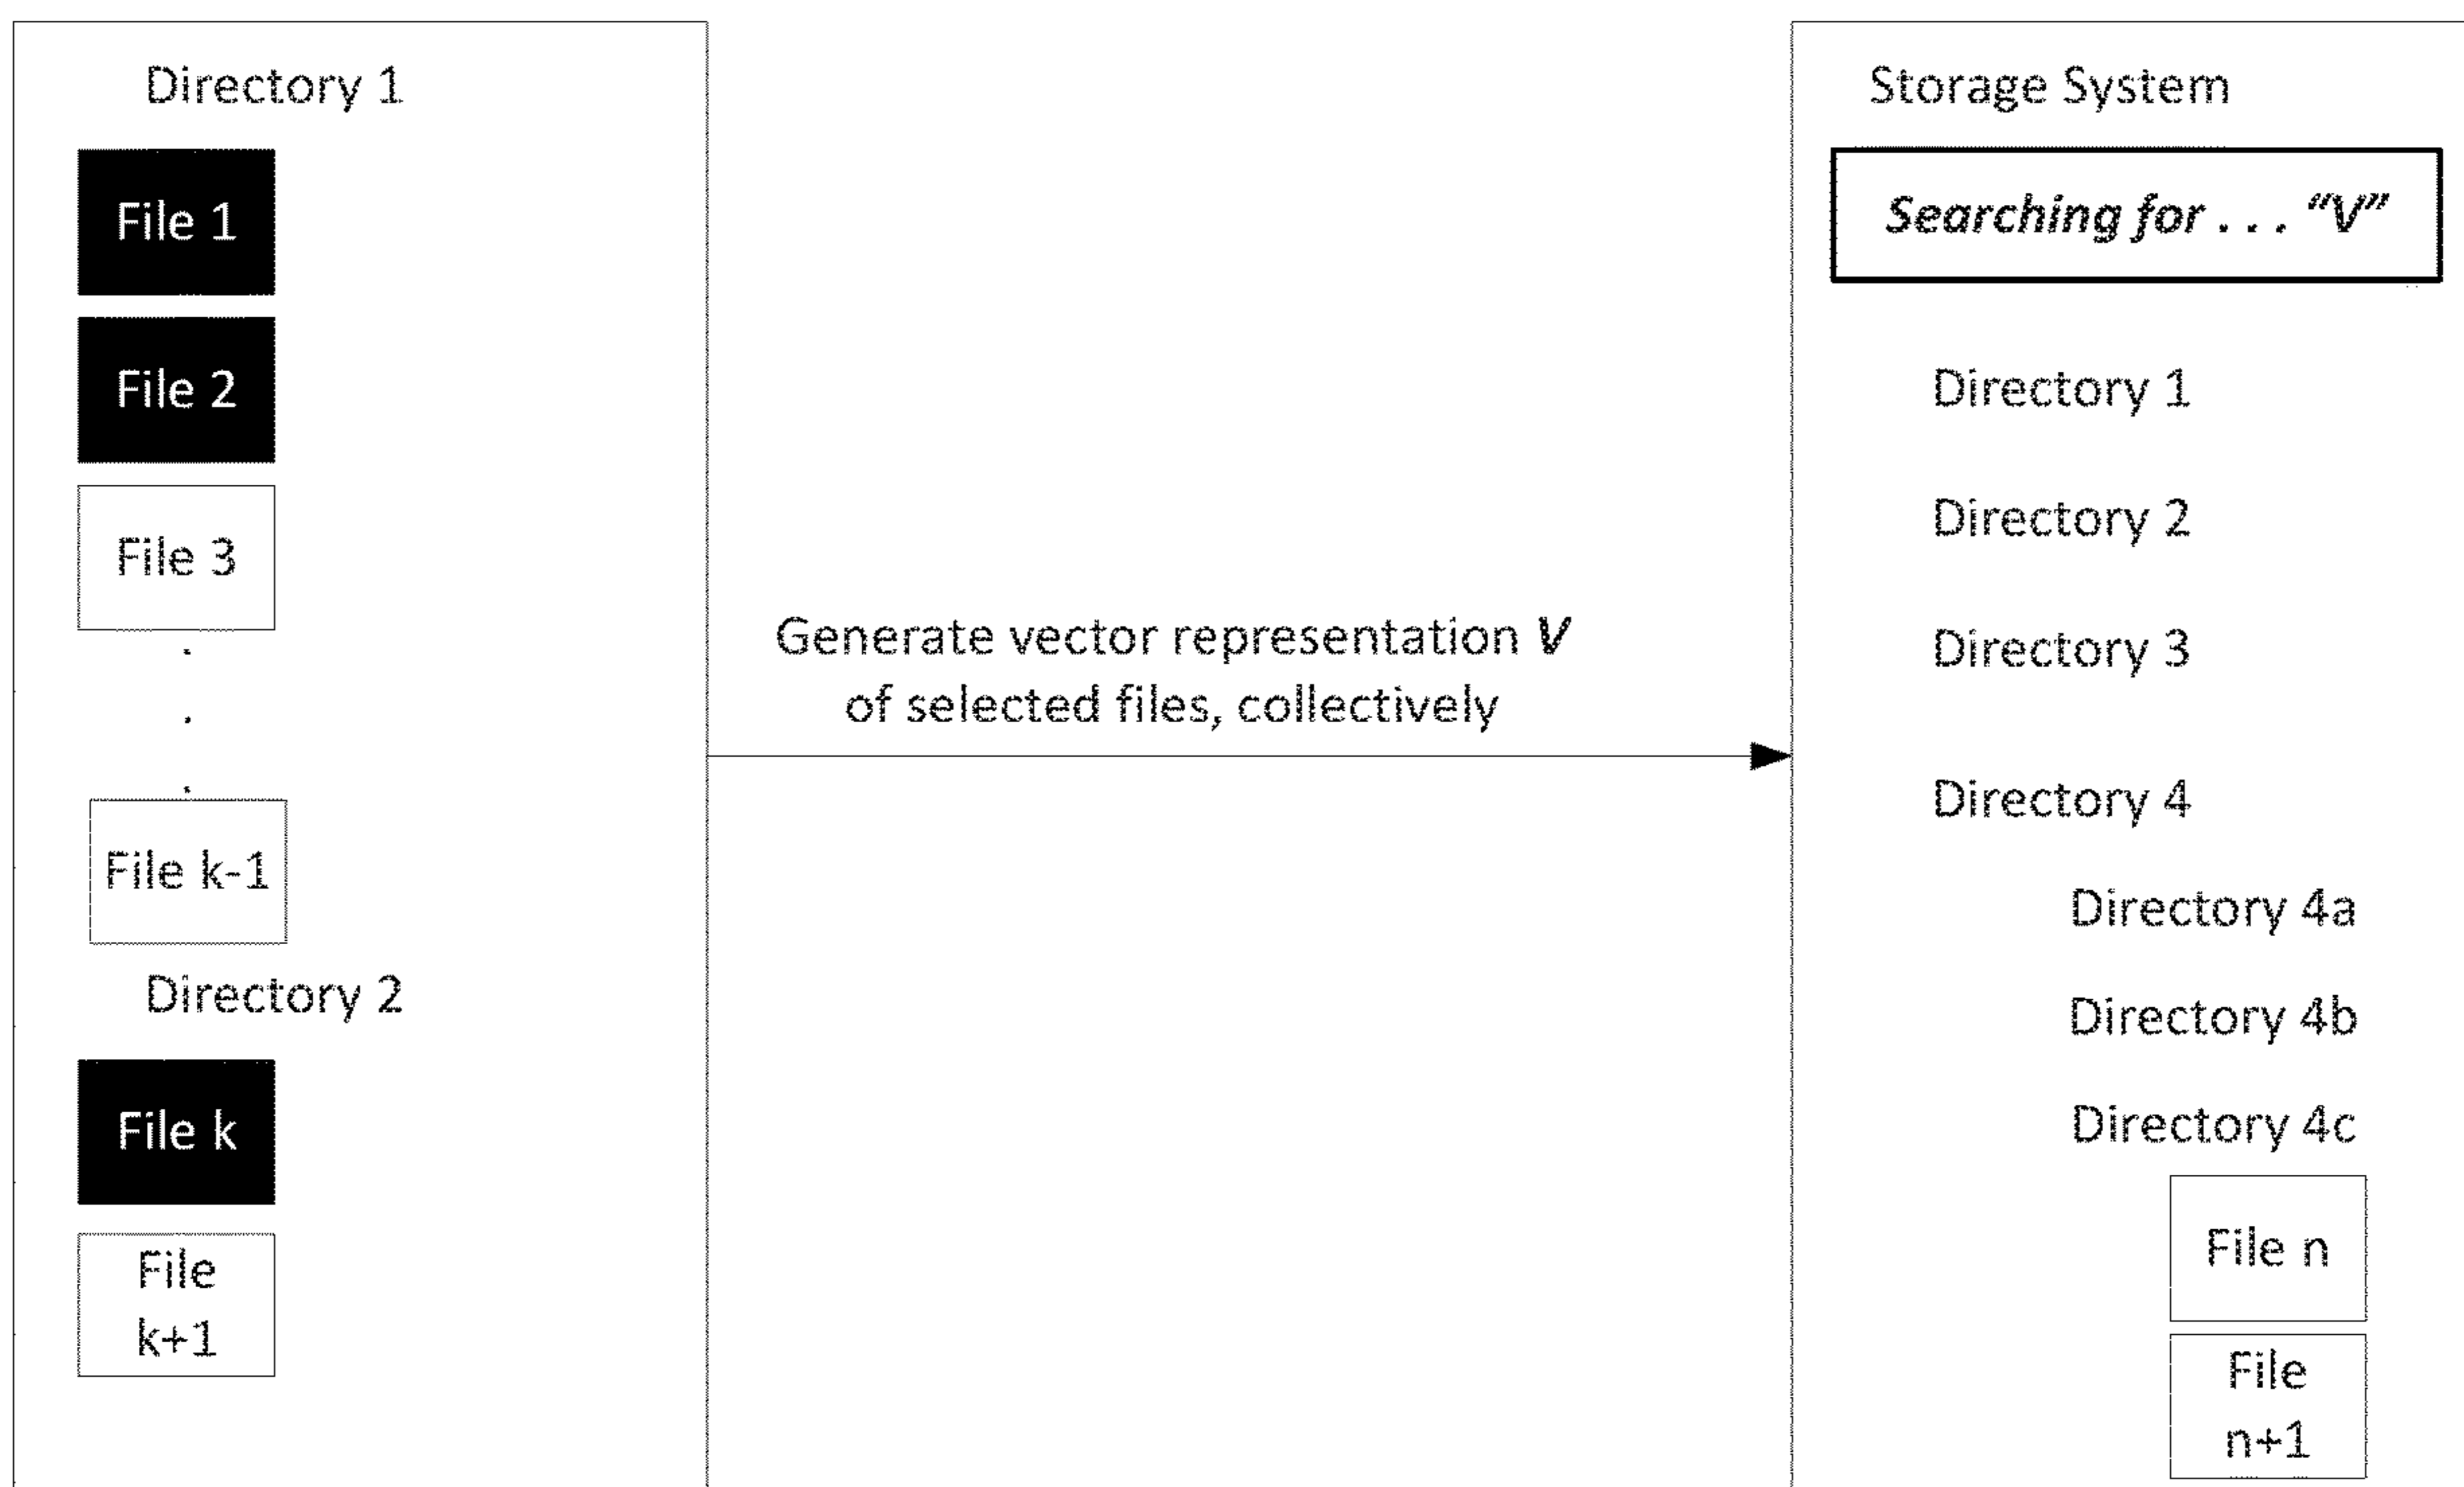 Directory 1
File 1
File 2
File 3
.
.
.
File k-1
Directory 2
File k
File
k+1
Generate vector representation V
of selected files, collectively
Storage System
Searching for . . . “V”
Directory 1
Directory 2
Directory 3
Directory 4
Directory 4a
Directory 4b
Directory 4c
File n
File
n+1